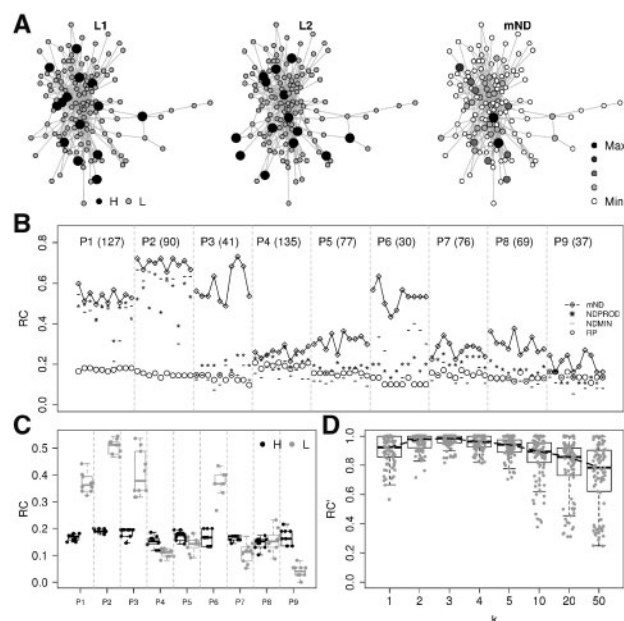 A
L1 L2 mND
H L
Max
Min
B
P1 (127) P2 (90) P3 (41) P4 (135) P5 (77) P6 (30) P7 (76) P8 (69) P9 (37)
0.8
0.6
0.4
0.2
0.0
RC
mND
NDPROD
NDMIN
RP
C
H L
0.5
0.4
0.3
0.2
0.1
0.0
RC
P1 P2 P3 P4 P5 P6 P7 P8 P9
D
1.0
0.8
0.6
0.4
0.2
0.0
RC'
1 2 3 4 5 10 20 50
k